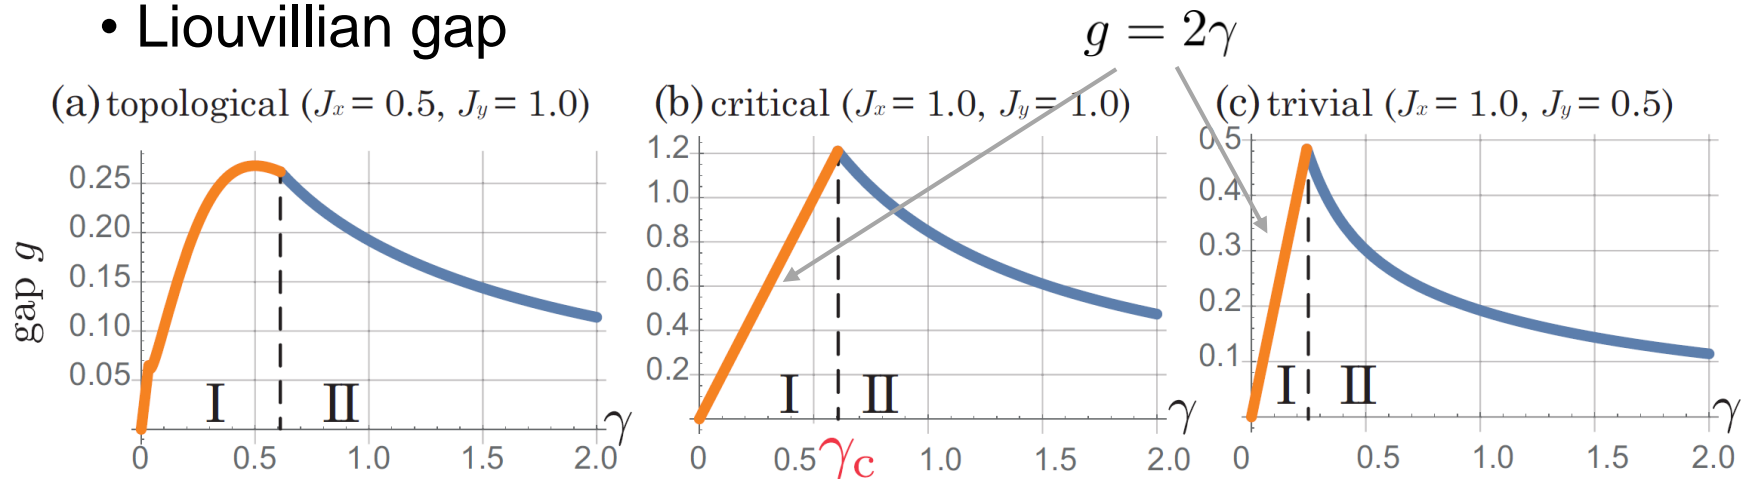 • Liouvillian gap
g = 2γ
(a) topological (Jx = 0.5, Jy = 1.0)
(b) critical (Jx = 1.0, Jy = 1.0)
(c) trivial (Jx = 1.0, Jy = 0.5)
gap g
0.25
0.20
0.15
0.10
0.05
I II γ
0 0.5 1.0 1.5 2.0
1.2
1.0
0.8
0.6
0.4
0.2
I II γ
0 0.5 γc 1.0 1.5 2.0
0.5
0.4
0.3
0.2
0.1
I II γ
0 0.5 1.0 1.5 2.0